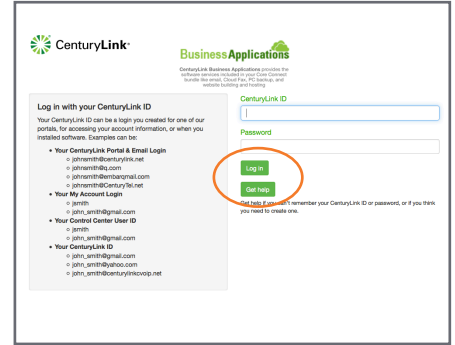 CenturyLink®
Business Applications
CenturyLink Business Applications provides the
software services included in your Core Connect
bundle like email, Cloud Fax, PC backup, and
website building and hosting.
Log in with your CenturyLink ID
Your CenturyLink ID can be a login you created for one of our
portals, for accessing your account information, or when you
installed software. Examples can be:
• Your CenturyLink Portal & Email Login
○ johnsmith@centurylink.net
○ johnsmith@q.com
○ johnsmith@embarqmail.com
○ johnsmith@CenturyTel.net
• Your My Account Login
○ jsmith
○ john_smith@gmail.com
• Your Control Center User ID
○ jsmith
○ john_smith@gmail.com
• Your CenturyLink ID
○ john_smith@gmail.com
○ john_smith@yahoo.com
○ john_smith@centurylinkcvoip.net
CenturyLink ID
Password
Log in
Get help
Get help if you can't remember your CenturyLink ID or password, or if you think
you need to create one.